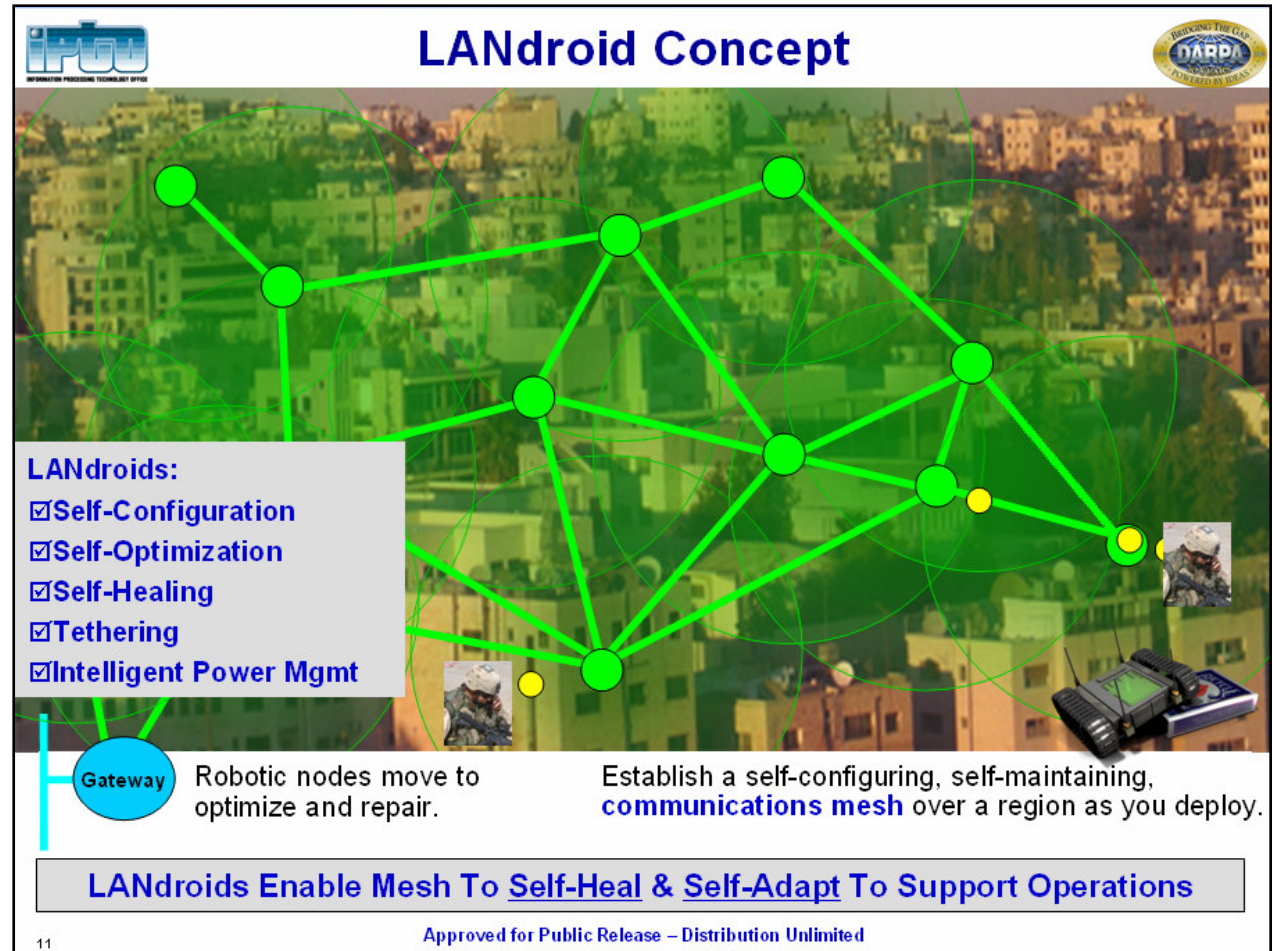 iPTO
INFORMATION PROCESSING TECHNOLOGY OFFICE
LANdroid Concept
BRIDGING THE GAP
DARPA
POWERED BY IDEAS
LANdroids:
☑Self-Configuration
☑Self-Optimization
☑Self-Healing
☑Tethering
☑Intelligent Power Mgmt
Gateway
Robotic nodes move to
optimize and repair.
Establish a self-configuring, self-maintaining,
communications mesh over a region as you deploy.
LANdroids Enable Mesh To Self-Heal & Self-Adapt To Support Operations
11
Approved for Public Release – Distribution Unlimited